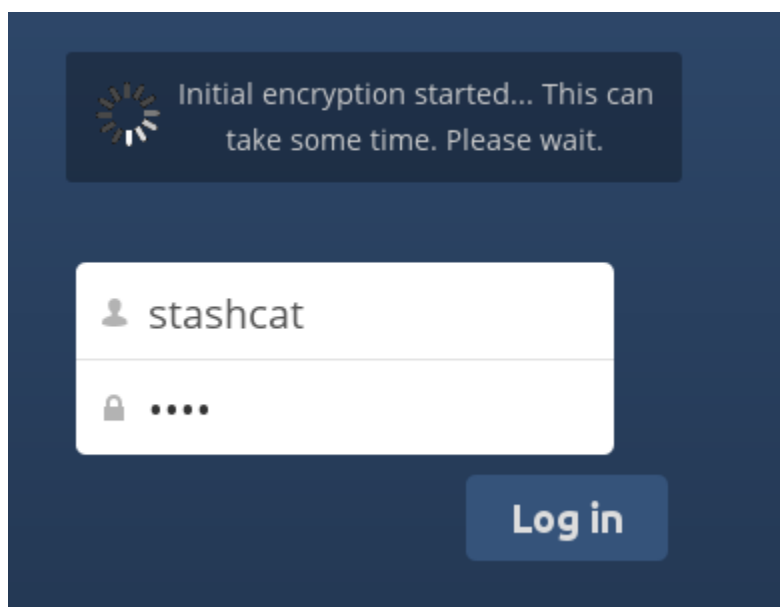 Initial encryption started... This can
take some time. Please wait.
stashcat
••••
Log in